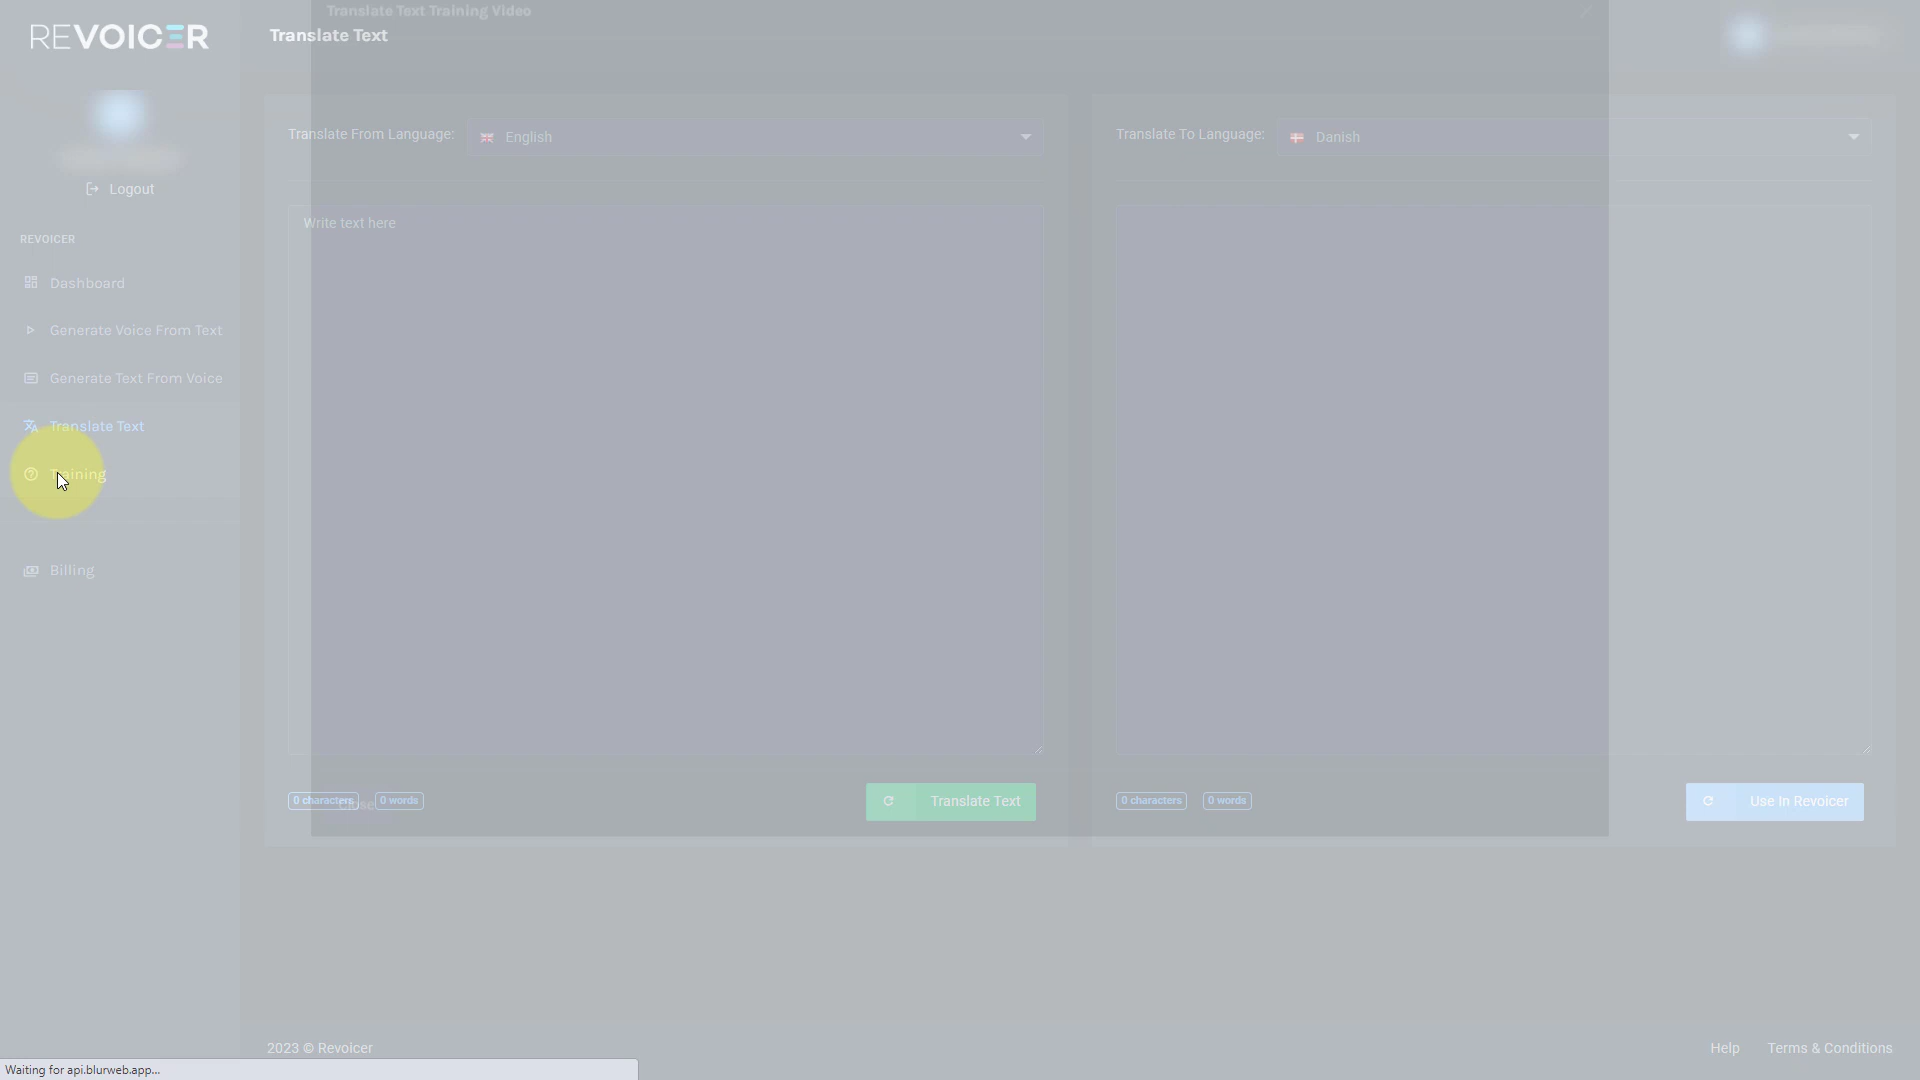 REVOICER
Translate Text Training Video
Translate Text
Logout
REVOICER
Dashboard
Generate Voice From Text
Generate Text From Voice
Translate Text
Training
Billing
Translate From Language:
English
Write text here
0 characters
0 words
Close
Translate Text
Translate To Language:
Danish
0 characters
0 words
Use In Revoicer
2023 © Revoicer
Help
Terms & Conditions
Waiting for api.blurweb.app...